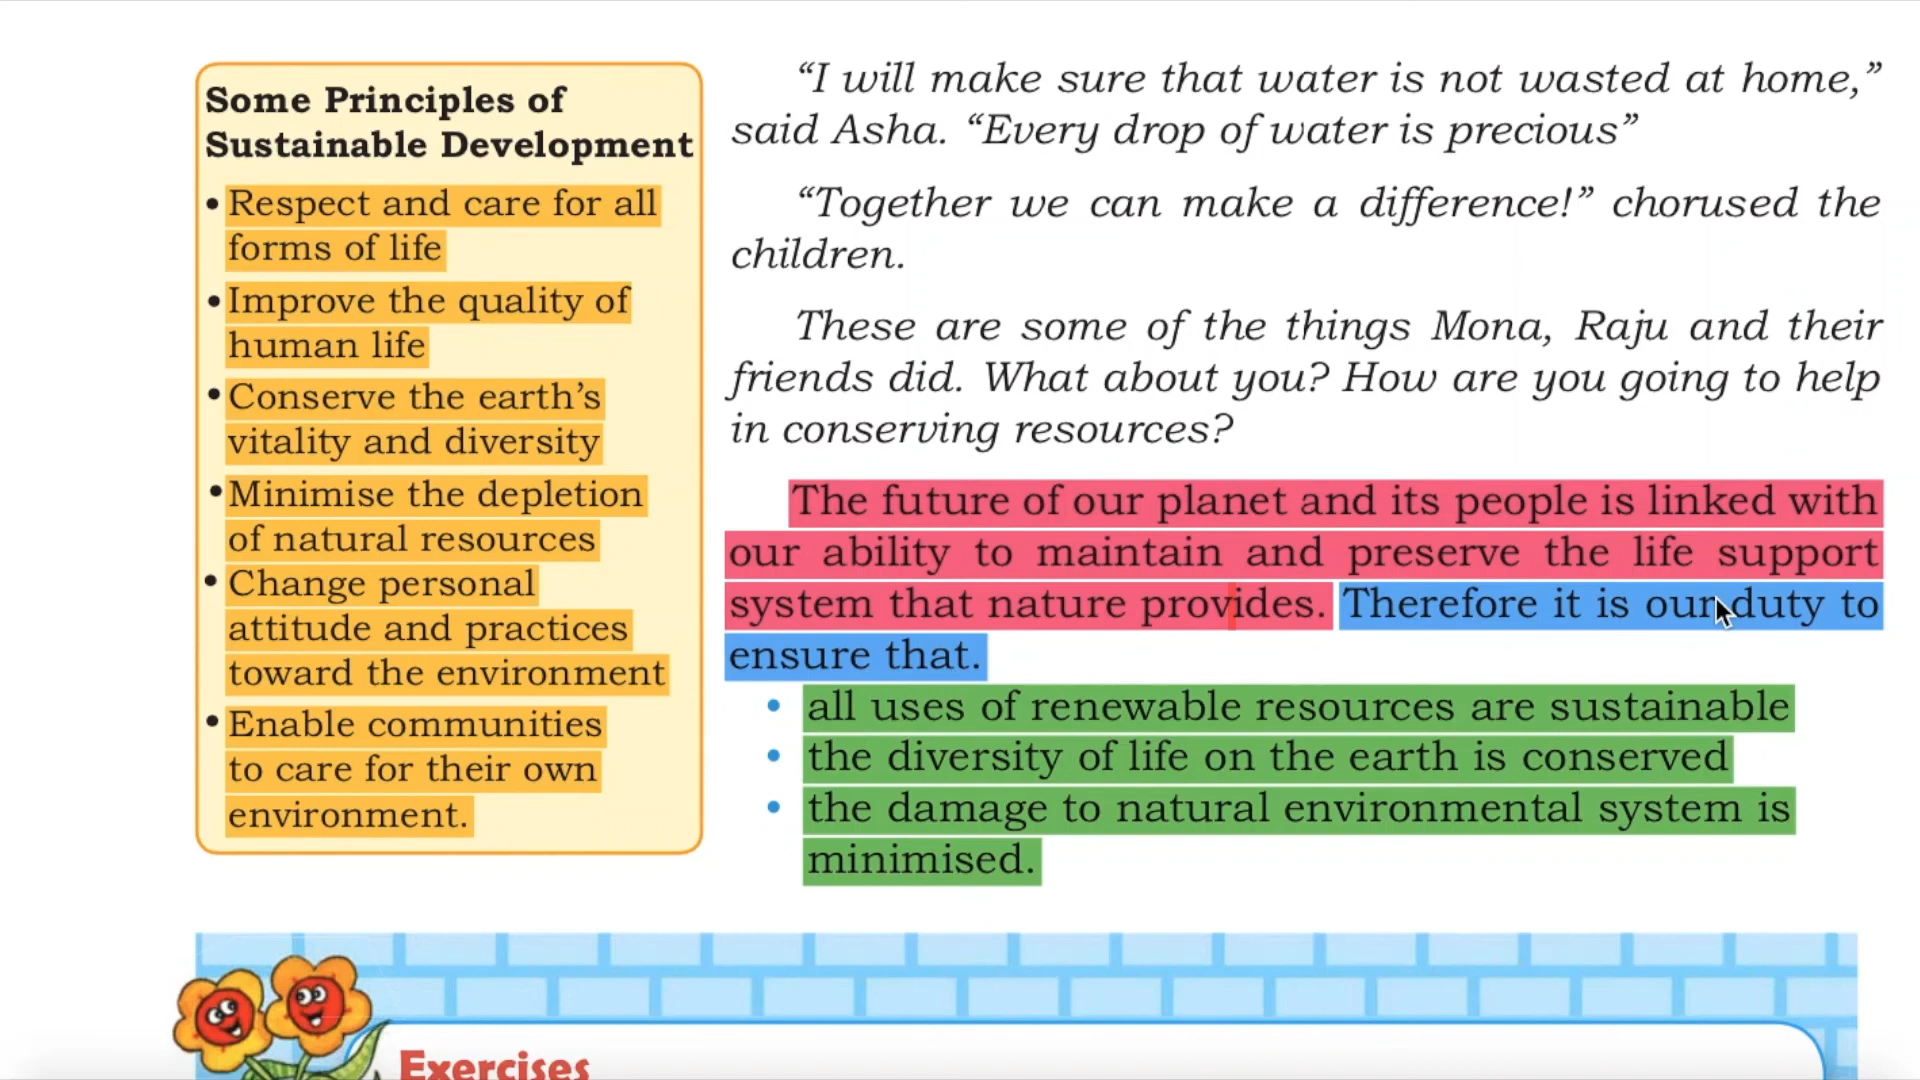 Some Principles of
Sustainable Development
• Respect and care for all
forms of life
• Improve the quality of
human life
• Conserve the earth’s
vitality and diversity
• Minimise the depletion
of natural resources
• Change personal
attitude and practices
toward the environment
• Enable communities
to care for their own
environment.
“I will make sure that water is not wasted at home,”
said Asha. “Every drop of water is precious”
“Together we can make a difference!” chorused the
children.
These are some of the things Mona, Raju and their
friends did. What about you? How are you going to help
in conserving resources?
The future of our planet and its people is linked with
our ability to maintain and preserve the life support
system that nature provides. Therefore it is our duty to
ensure that.
• all uses of renewable resources are sustainable
• the diversity of life on the earth is conserved
• the damage to natural environmental system is
minimised.
Exercises